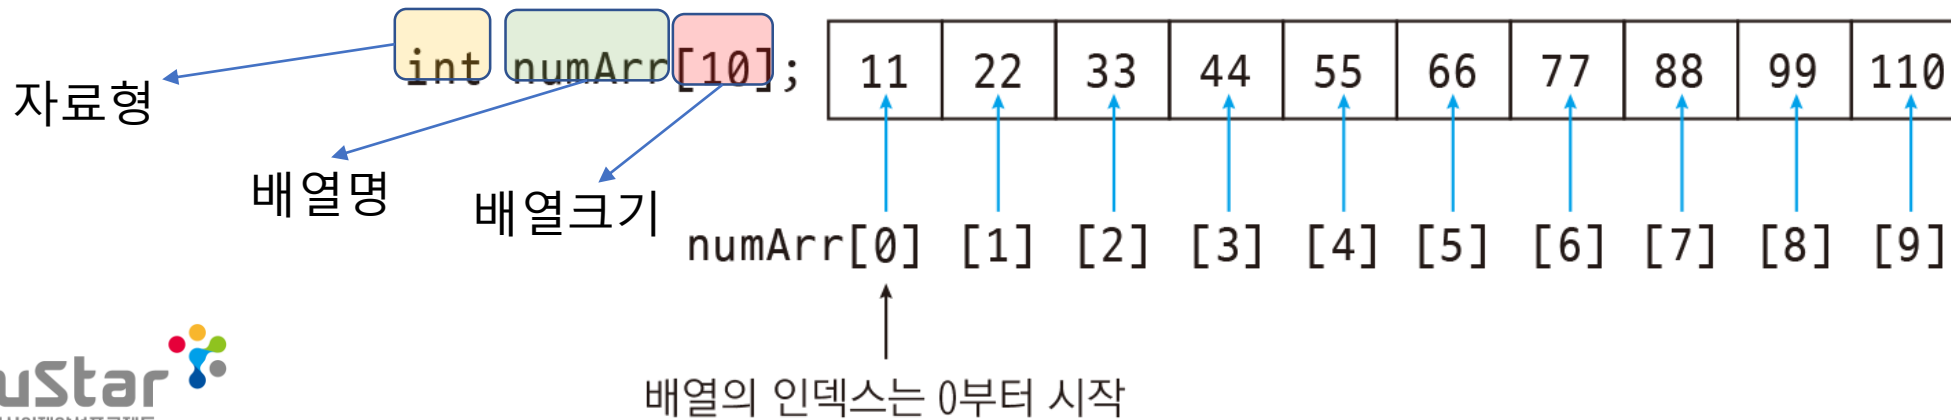 int numArr[10];
11 22 33 44 55 66 77 88 99 110
자료형
배열명
배열크기
numArr[0] [1] [2] [3] [4] [5] [6] [7] [8] [9]
배열의 인덱스는 0부터 시작
uStar